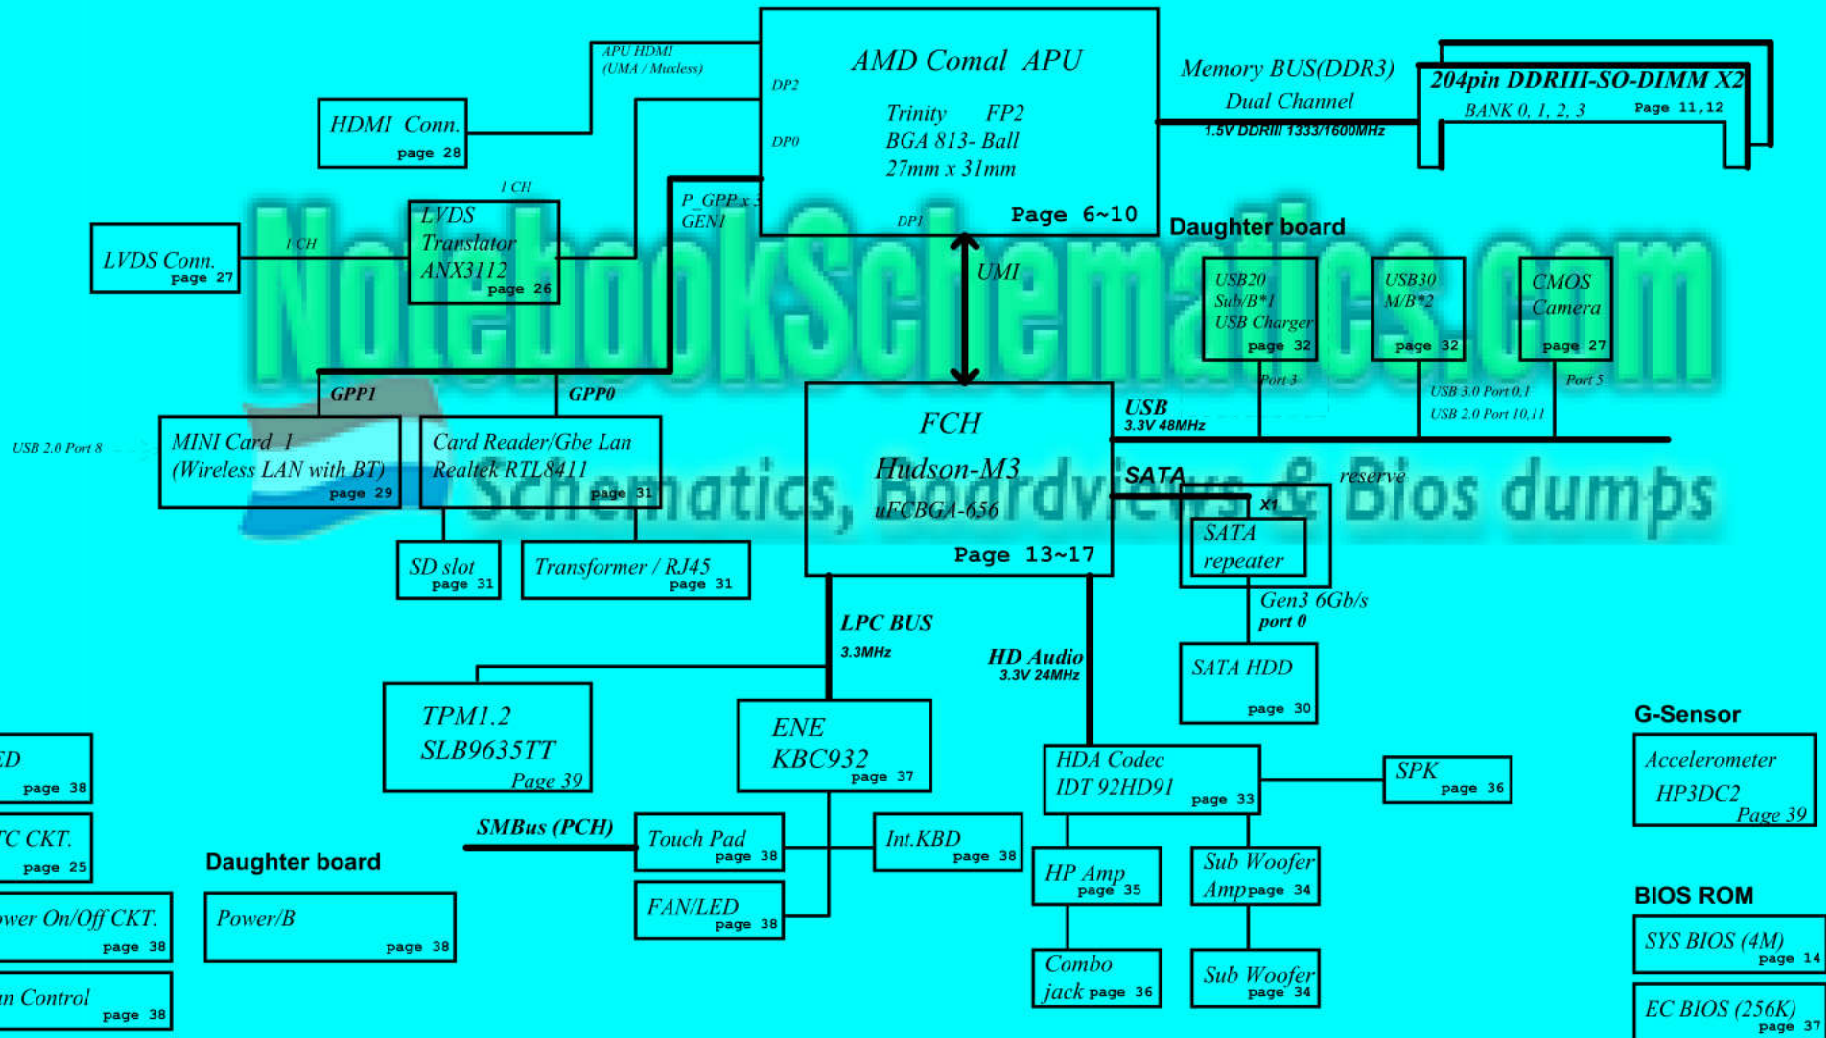 APU HDMI
(UMA / Muxless)
HDMI Conn.
page 28
AMD Comal APU
Trinity FP2
BGA 813- Ball
27mm x 31mm
Page 6~10
DP2
DP0
DP1
Memory BUS(DDR3)
Dual Channel
1.5V DDRIII 1333/1600MHz
204pin DDRIII-SO-DIMM X2
BANK 0, 1, 2, 3 Page 11,12
1 CH
P_GPP x 3
GEN1
LVDS
Translator
ANX3112
page 26
1 CH
LVDS Conn.
page 27
NotebookSchematics.com
UMI
Daughter board
USB20
Sub/B*1
USB Charger
page 32
USB30
M/B*2
page 32
CMOS
Camera
page 27
Port 3
USB 3.0 Port 0,1
USB 2.0 Port 10,11
Port 5
GPP1
GPP0
USB 2.0 Port 8
MINI Card 1
(Wireless LAN with BT)
page 29
Card Reader/Gbe Lan
Realtek RTL8411
page 31
FCH
Hudson-M3
uFCBGA-656
Page 13~17
USB
3.3V 48MHz
SATA
reserve
Schematics, Boardviews & Bios dumps
X1
SATA
repeater
SD slot
page 31
Transformer / RJ45
page 31
Gen3 6Gb/s
port 0
LPC BUS
3.3MHz
HD Audio
3.3V 24MHz
SATA HDD
page 30
TPM1.2
SLB9635TT
Page 39
ENE
KBC932
page 37
HDA Codec
IDT 92HD91
page 33
SPK
page 36
G-Sensor
Accelerometer
HP3DC2
Page 39
ED
page 38
TC CKT.
page 25
Daughter board
SMBus (PCH)
Touch Pad
page 38
Int.KBD
page 38
HP Amp
page 35
Sub Woofer
Amp page 34
ower On/Off CKT.
page 38
Power/B
page 38
FAN/LED
page 38
BIOS ROM
SYS BIOS (4M)
page 14
an Control
page 38
Combo
jack page 36
Sub Woofer
page 34
EC BIOS (256K)
page 37